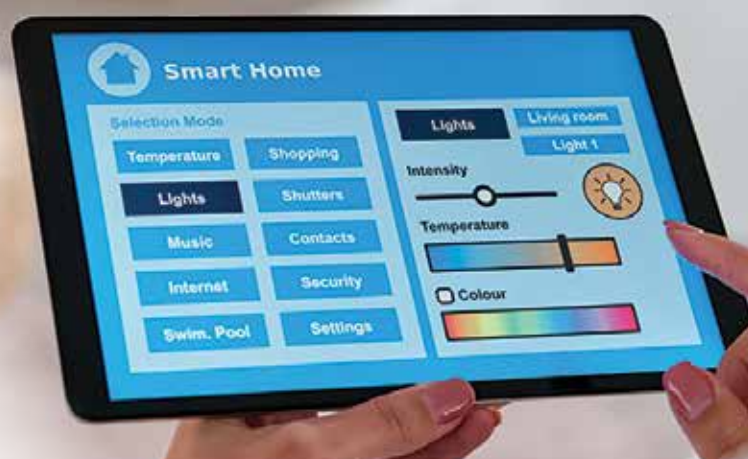 Smart Home
Selection Mode
Temperature
Shopping
Lights
Shutters
Music
Contacts
Internet
Security
Swim. Pool
Settings
Lights
Living room
Light 1
Intensity
Temperature
Colour